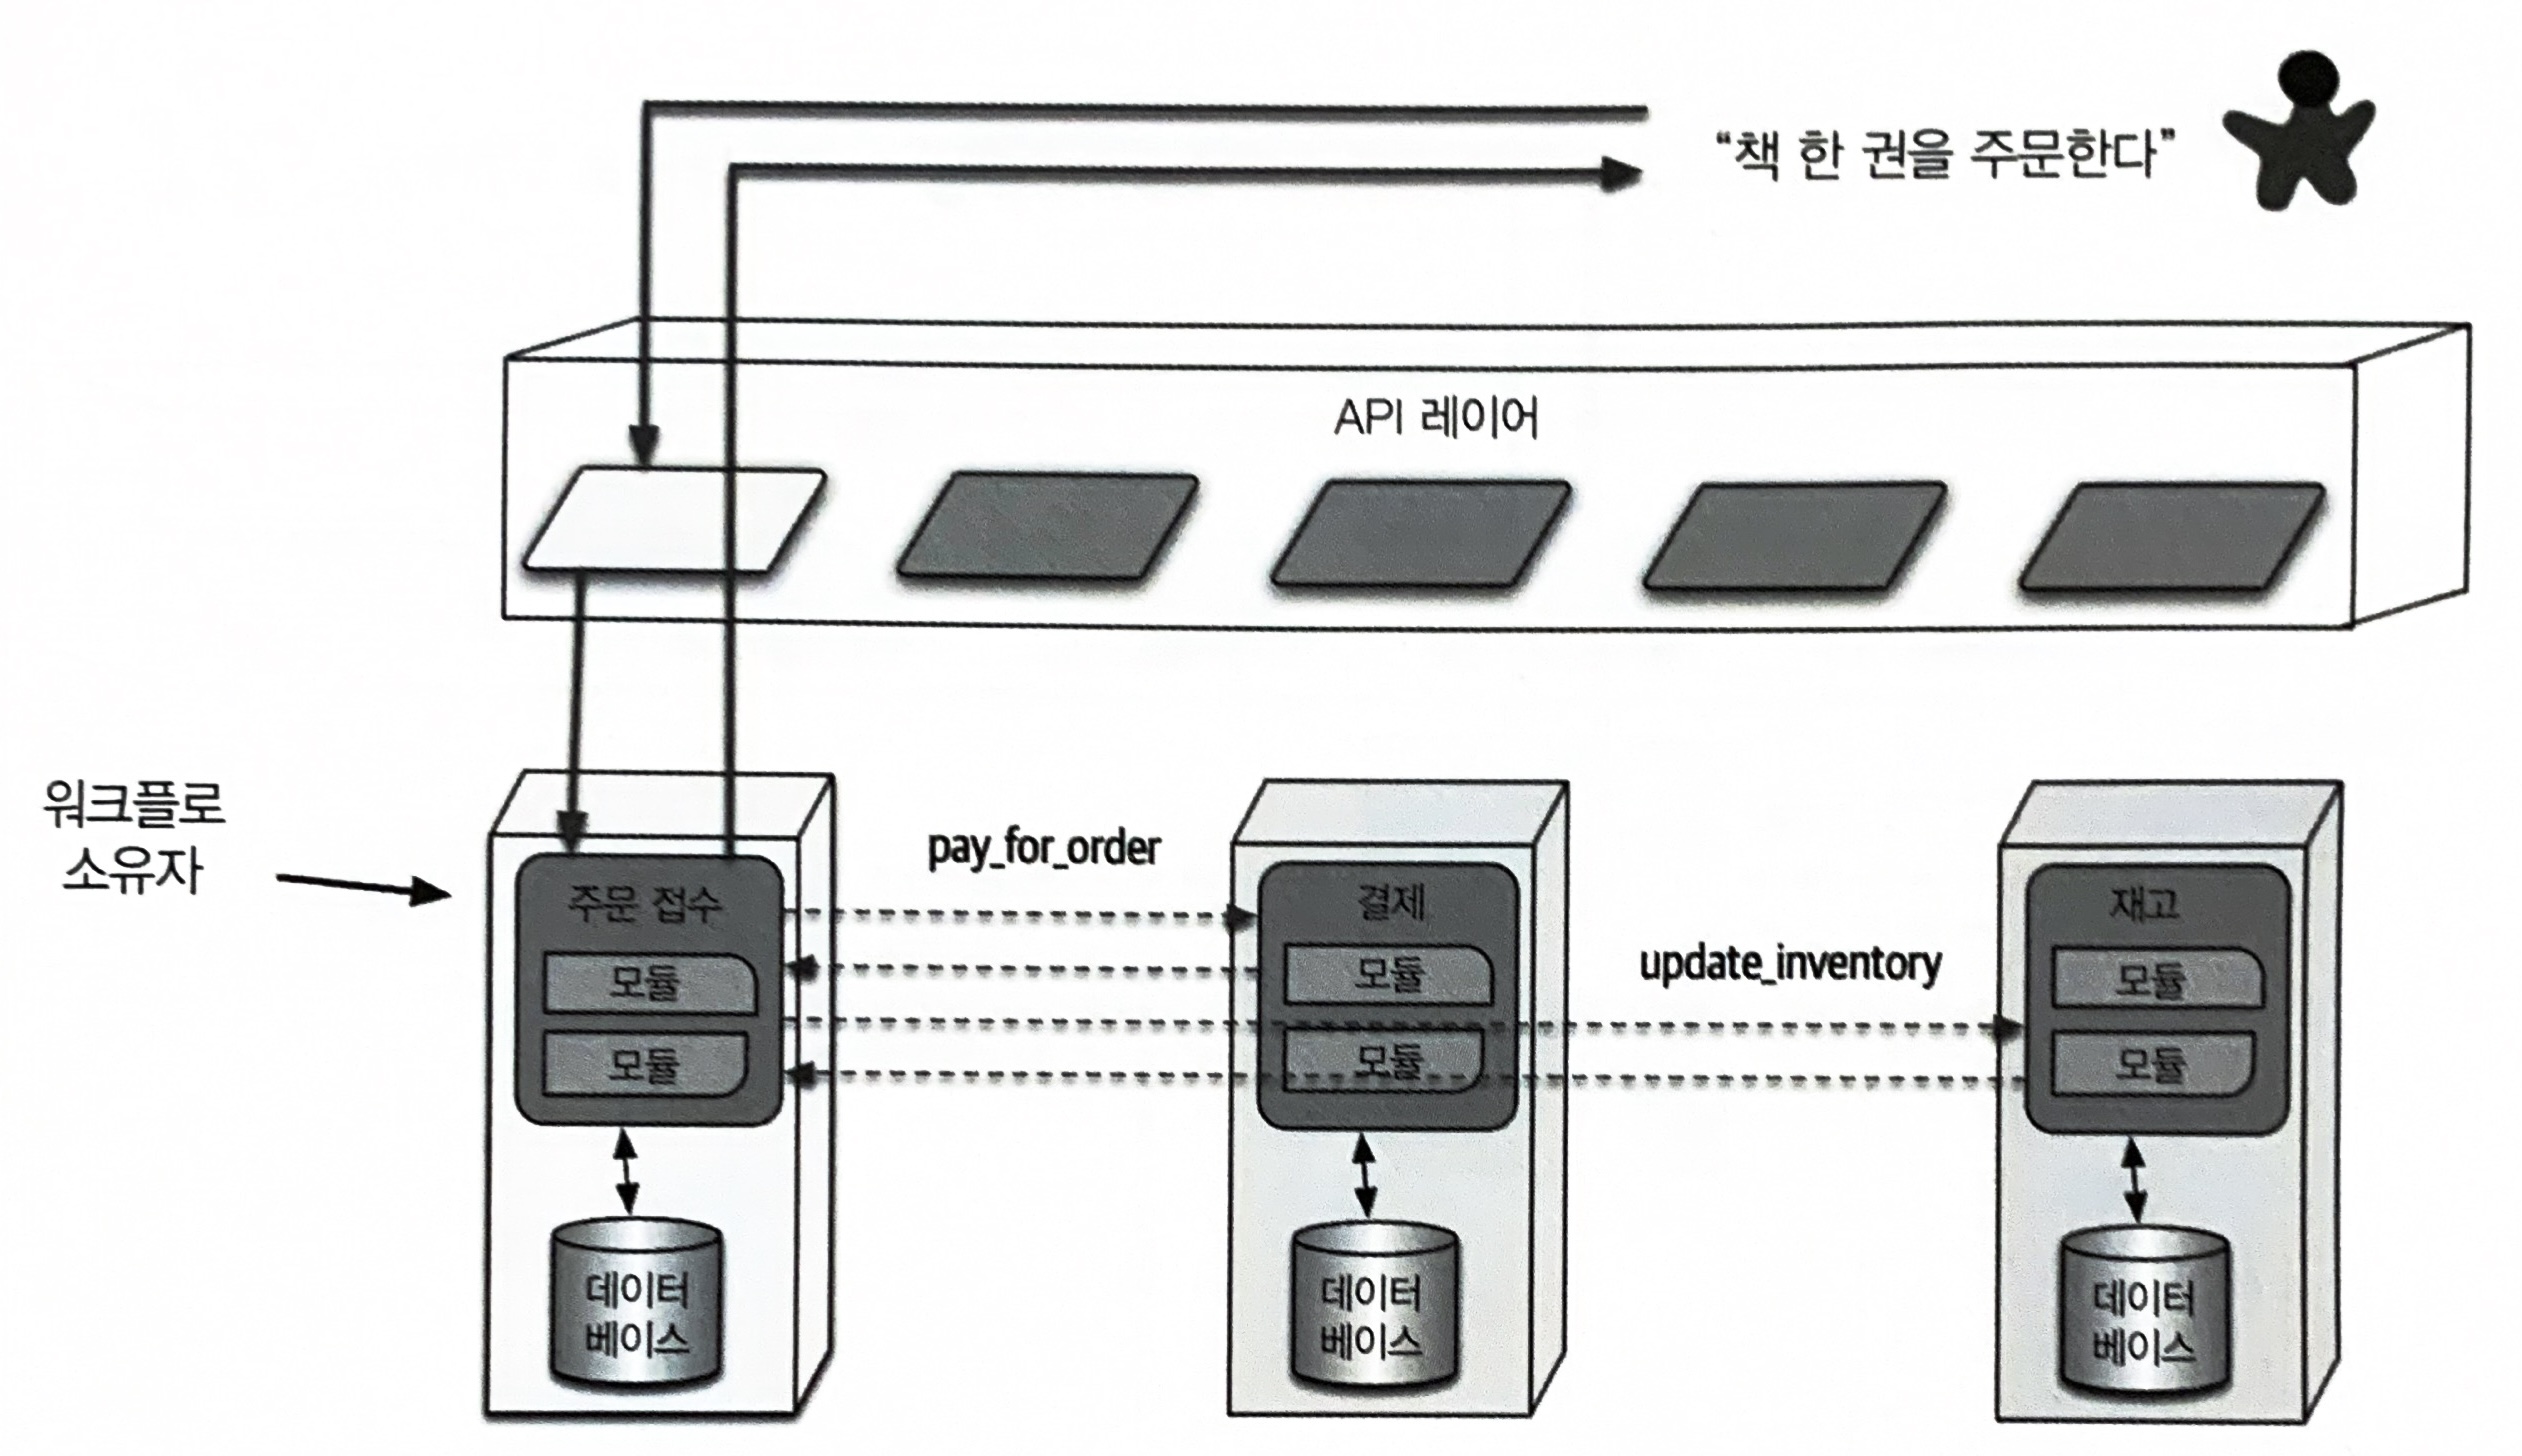 “책 한 권을 주문한다”
API 레이어
워크플로
소유자
pay_for_order
update_inventory
주문 접수
모듈
모듈
데이터
베이스
결제
모듈
모듈
데이터
베이스
재고
모듈
모듈
데이터
베이스